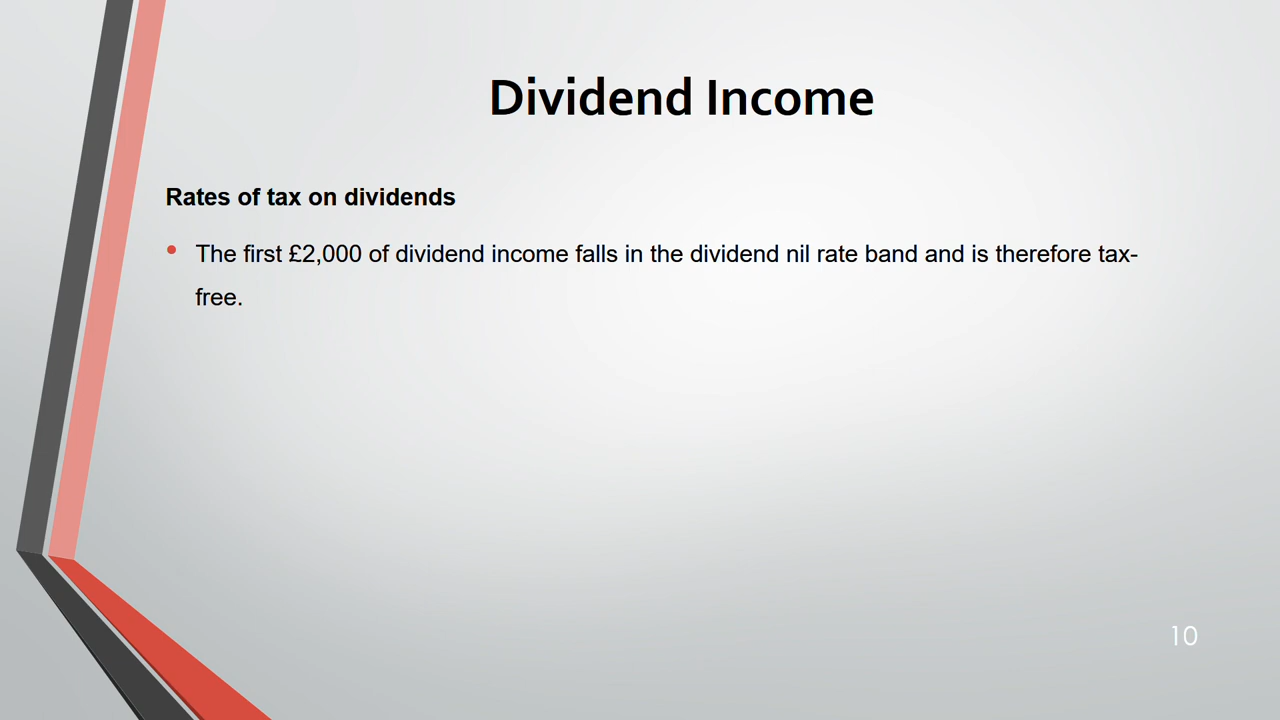 Dividend Income
Rates of tax on dividends
• The first £2,000 of dividend income falls in the dividend nil rate band and is therefore tax-
free.
10